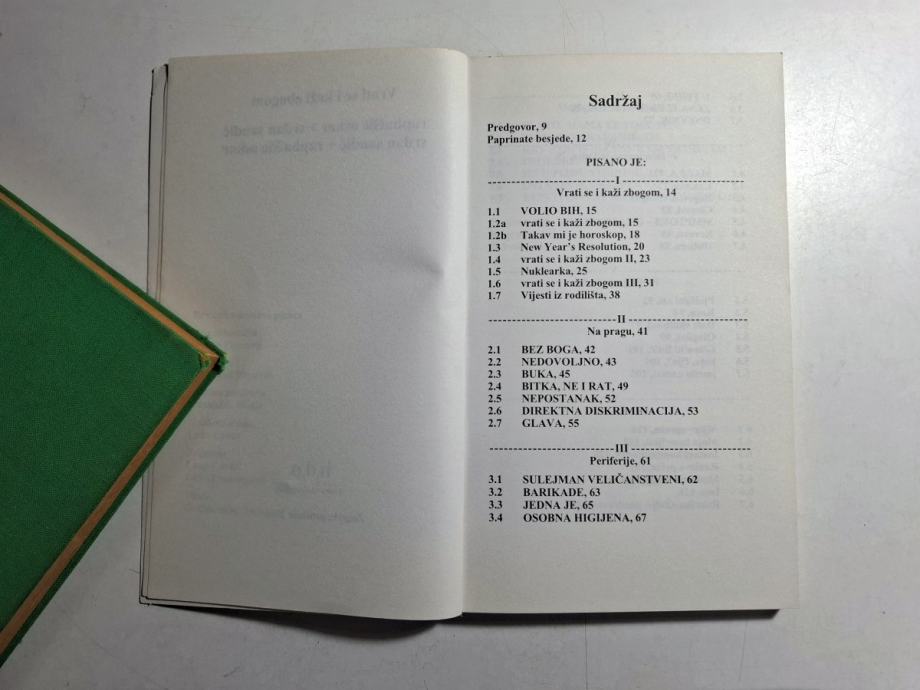 Sadržaj
Predgovor, 9
Paprinate besjede, 12
PISANO JE:
----------------------------I----------------------------
Vrati se i kaži zbogom, 14
1.1 VOLIO BIH, 15
1.2a vrati se i kaži zbogom, 15
1.2b Takav mi je horoskop, 18
1.3 New Year's Resolution, 20
1.4 vrati se i kaži zbogom II, 23
1.5 Nuklearka, 25
1.6 vrati se i kaži zbogom III, 31
1.7 Vijesti iz rodilišta, 38
----------------------------II----------------------------
Na pragu, 41
2.1 BEZ BOGA, 42
2.2 NEDOVOLJNO, 43
2.3 BUKA, 45
2.4 BITKA, NE I RAT, 49
2.5 NEPOSTANAK, 52
2.6 DIREKTNA DISKRIMINACIJA, 53
2.7 GLAVA, 55
----------------------------III----------------------------
Periferije, 61
3.1 SULEJMAN VELIČANSTVENI, 62
3.2 BARIKADE, 63
3.3 JEDNA JE, 65
3.4 OSOBNA HIGIJENA, 67